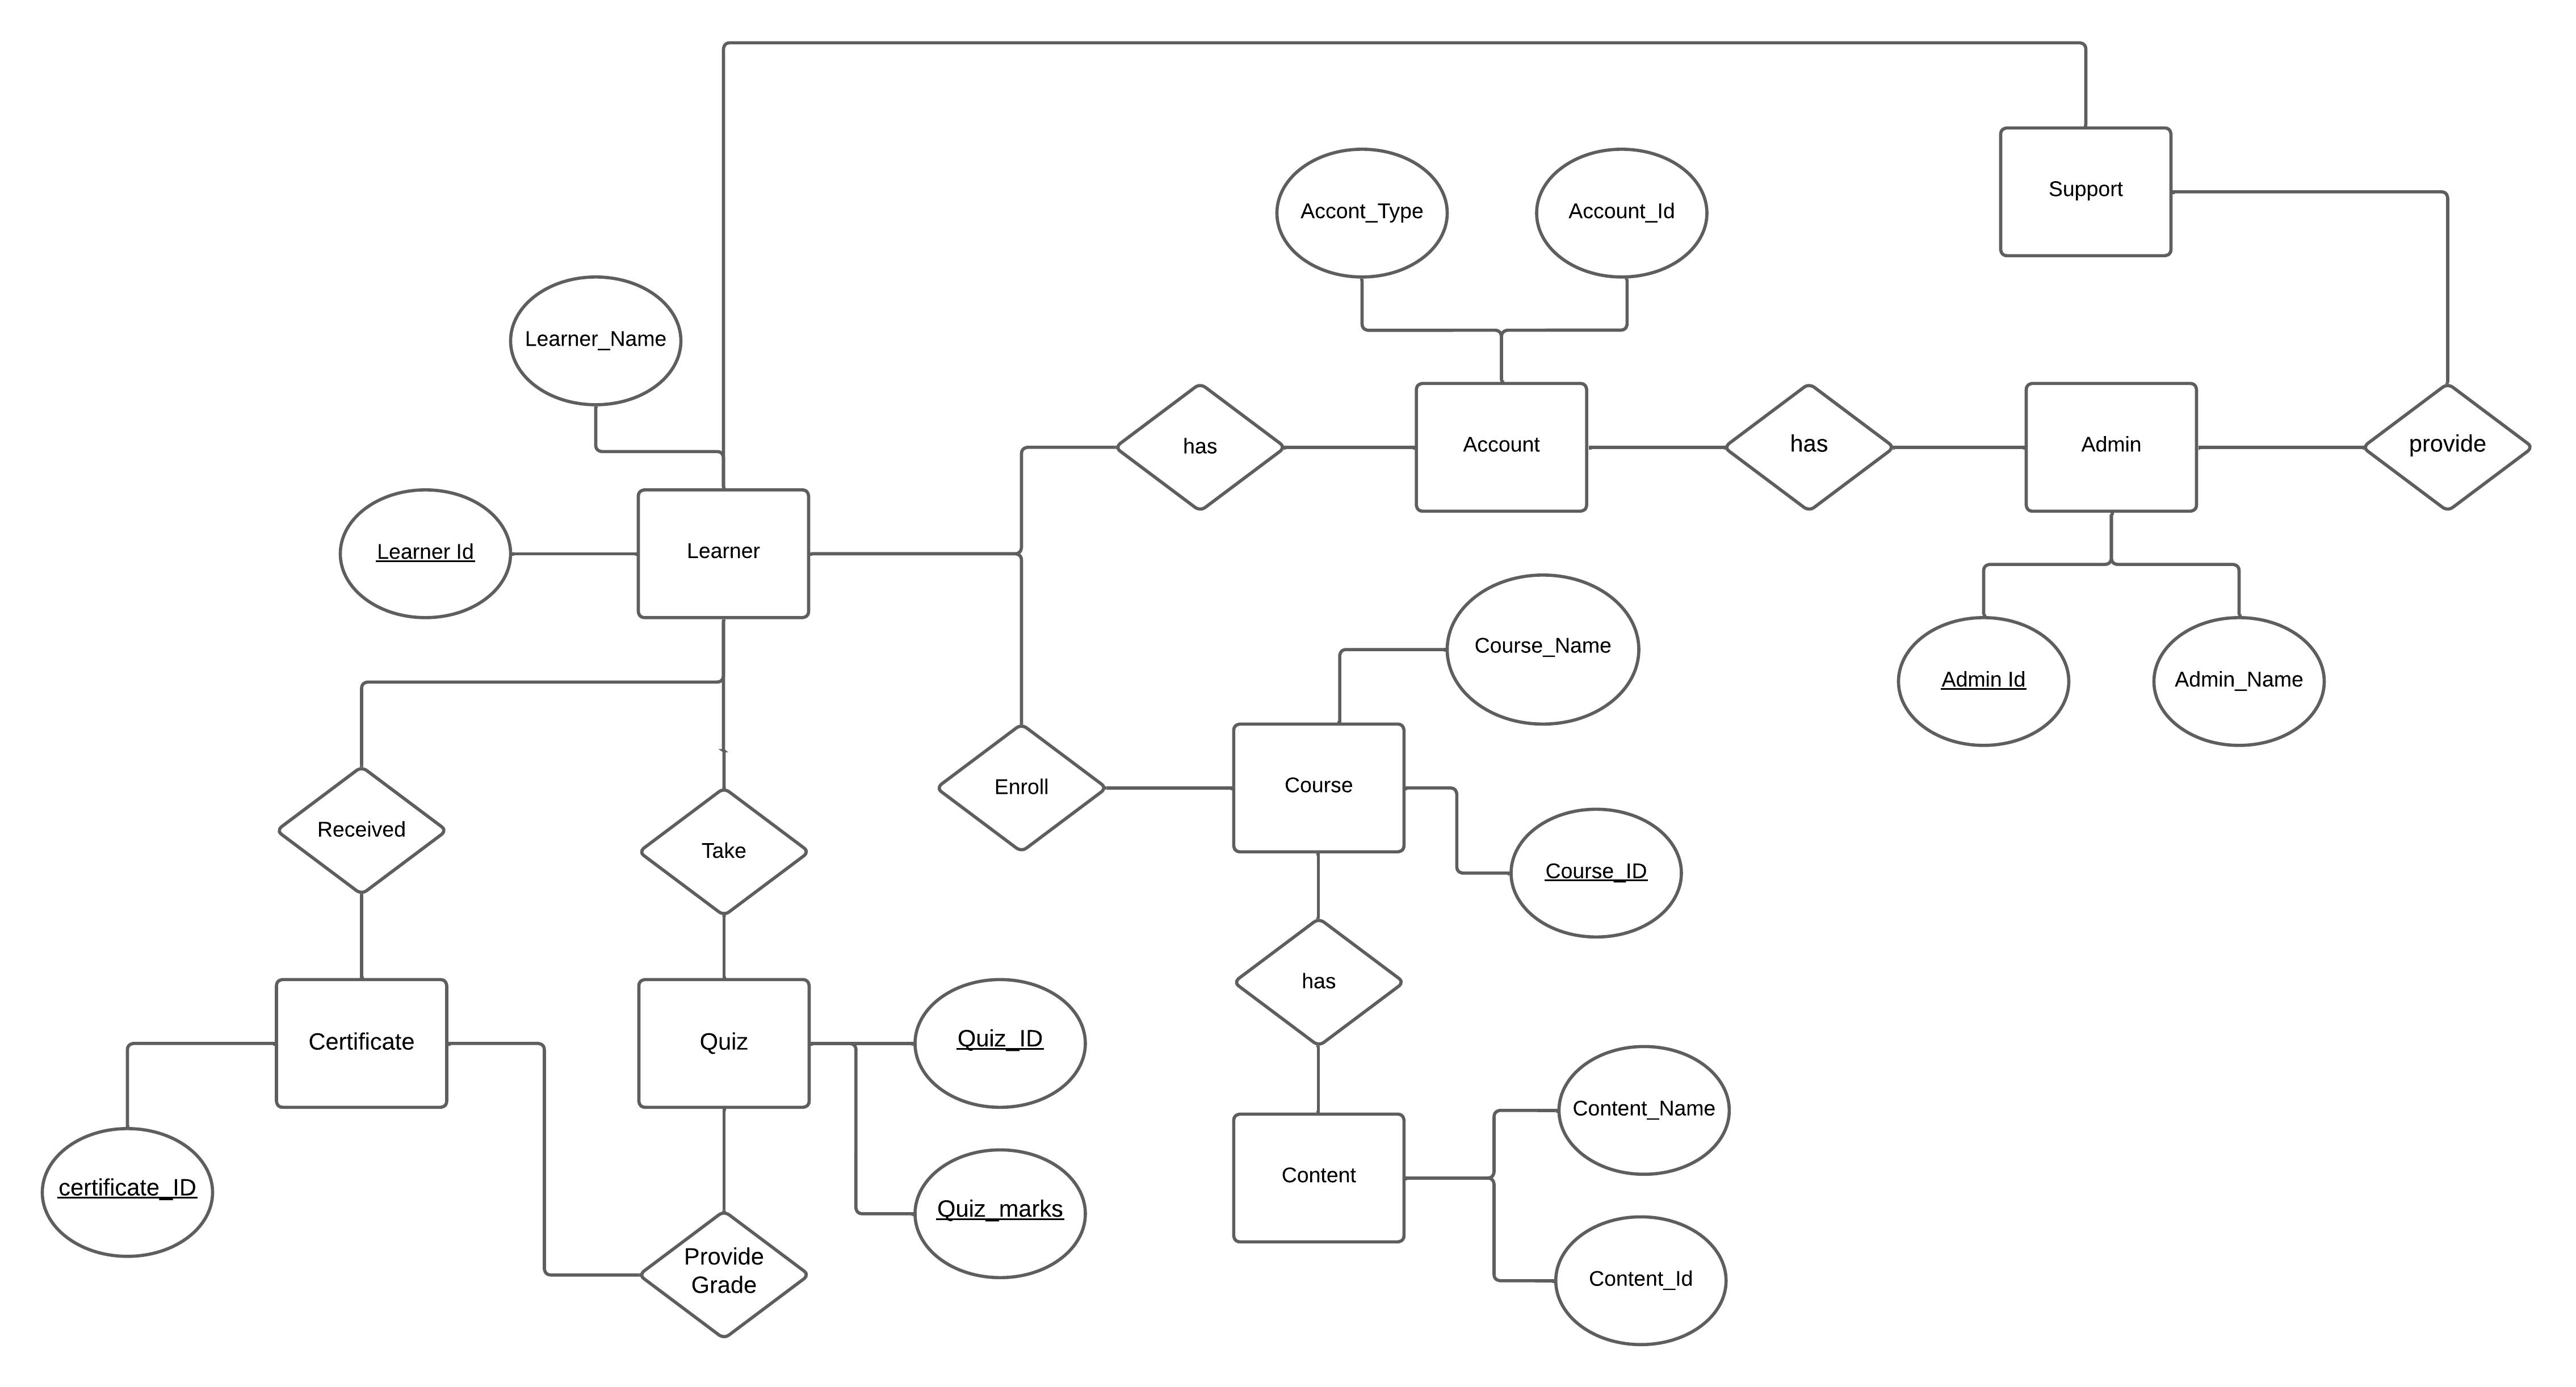 Support
Accont_Type
Account_Id
Learner_Name
has
Account
has
Admin
provide
Learner Id
Learner
Course_Name
Admin Id
Admin_Name
Received
Take
Enroll
Course
Course_ID
has
Certificate
Quiz
Quiz_ID
Content_Name
certificate_ID
Quiz_marks
Content
Provide
Grade
Content_Id